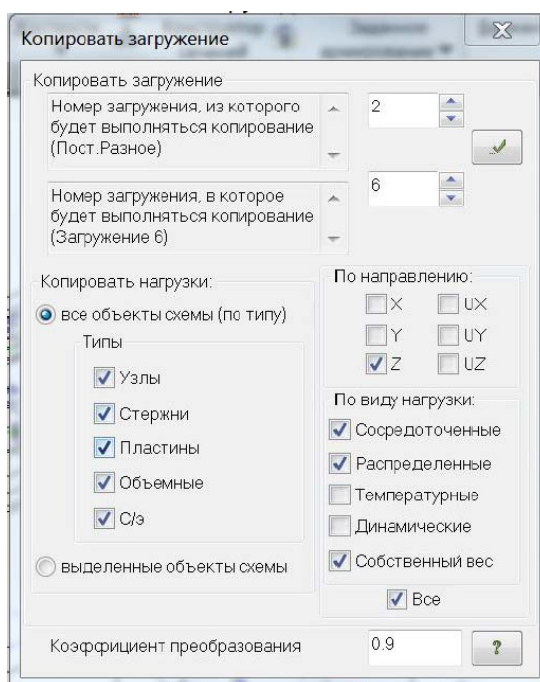 Копировать загружение
Копировать загружение
Номер загружения, из которого
будет выполняться копирование
(Пост.Разное)
2
Номер загружения, в которое
будет выполняться копирование
(Загружение 6)
6
Копировать нагрузки:
все объекты схемы (по типу)
Типы
Узлы
Стержни
Пластины
Объемные
С/э
выделенные объекты схемы
По направлению:
X UX
Y UY
Z UZ
По виду нагрузки:
Сосредоточенные
Распределенные
Температурные
Динамические
Собственный вес
Все
Коэффициент преобразования 0.9 ?